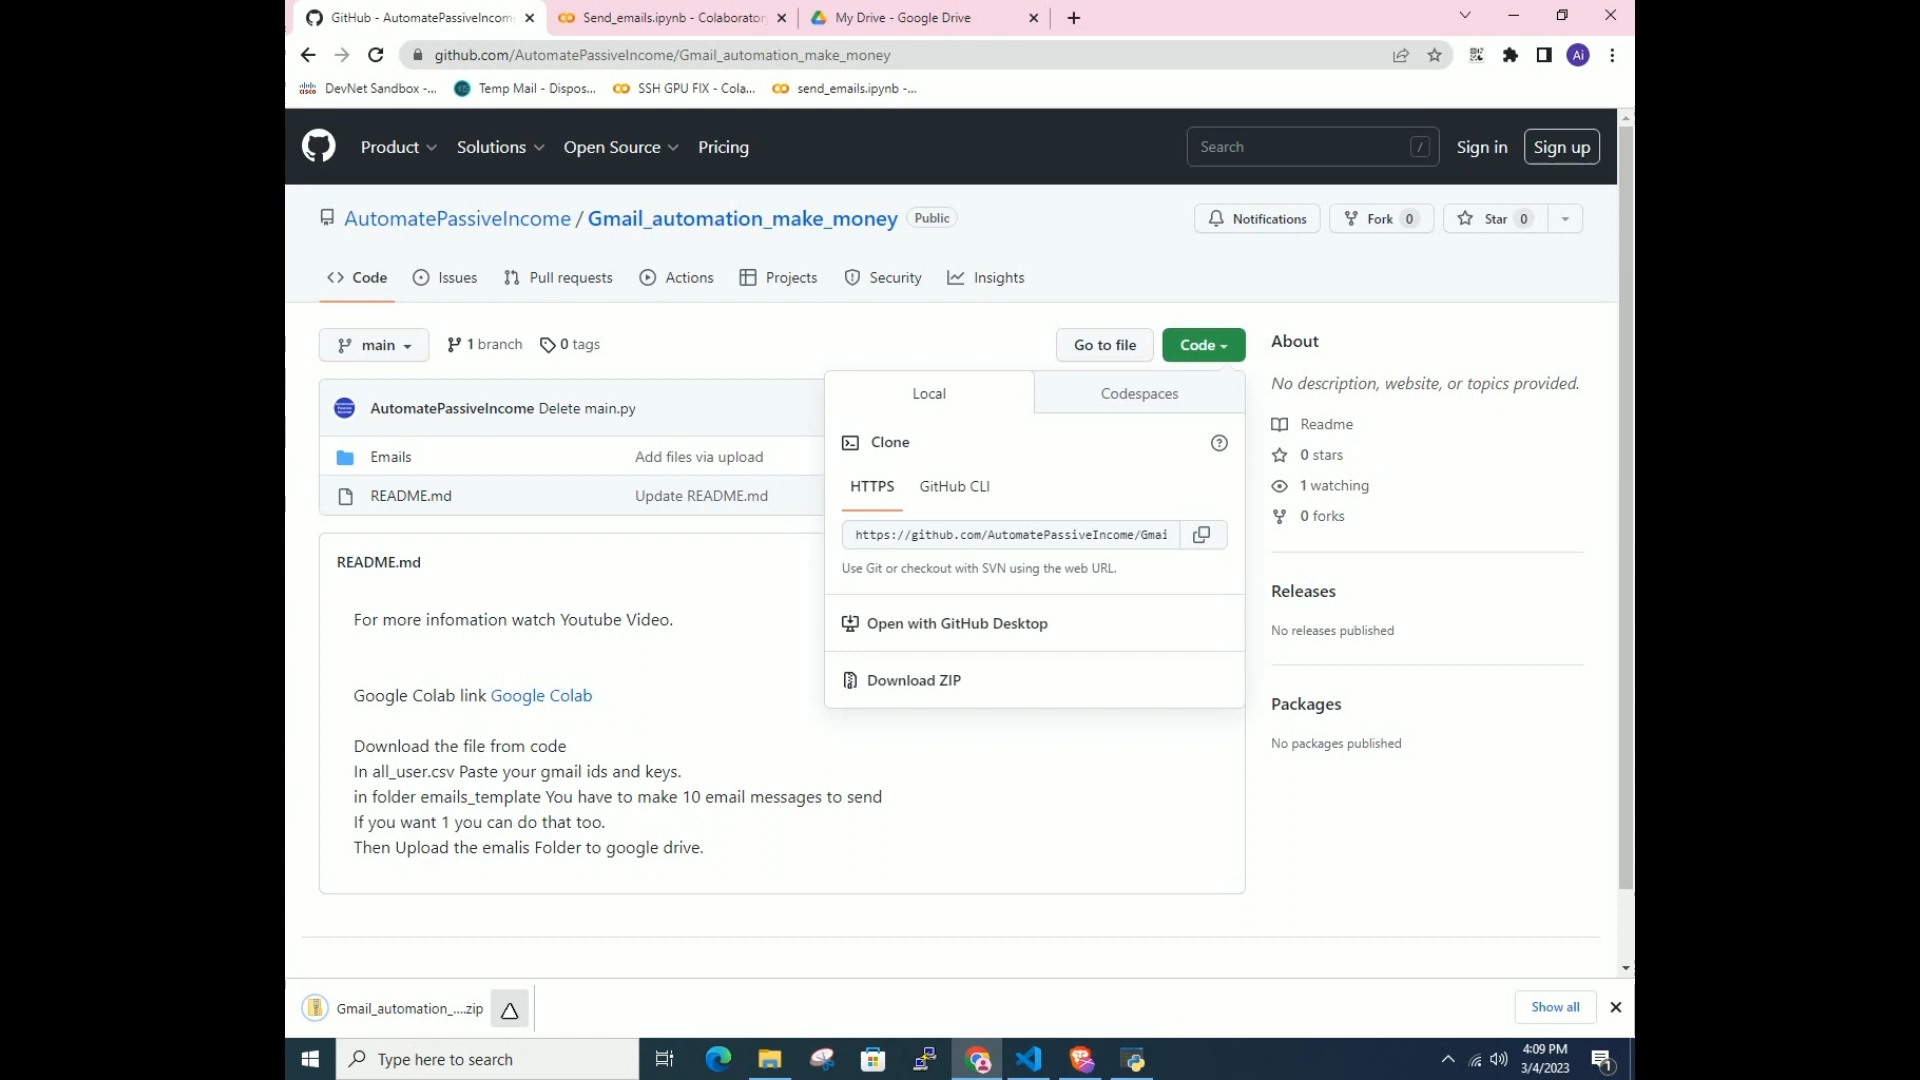 GitHub - AutomatePassiveIncom
Send_emails.ipynb - Colaborator
My Drive - Google Drive
github.com/AutomatePassiveIncome/Gmail_automation_make_money
Ai
DevNet Sandbox -...
Temp Mail - Dispos...
SSH GPU FIX - Cola...
send_emails.ipynb -...
Product
Solutions
Open Source
Pricing
Search
/
Sign in
Sign up
AutomatePassiveIncome / Gmail_automation_make_money
Public
Notifications
Fork 0
Star 0
Code
Issues
Pull requests
Actions
Projects
Security
Insights
main
1 branch
0 tags
Go to file
Code
AutomatePassiveIncome Delete main.py
Emails
Add files via upload
README.md
Update README.md
Local
Codespaces
Clone
HTTPS
GitHub CLI
https://github.com/AutomatePassiveIncome/Gmai
Use Git or checkout with SVN using the web URL.
Open with GitHub Desktop
Download ZIP
README.md
For more infomation watch Youtube Video.
Google Colab link Google Colab
Download the file from code
In all_user.csv Paste your gmail ids and keys.
in folder emails_template You have to make 10 email messages to send
If you want 1 you can do that too.
Then Upload the emalis Folder to google drive.
About
No description, website, or topics provided.
Readme
0 stars
1 watching
0 forks
Releases
No releases published
Packages
No packages published
Gmail_automation_....zip
Show all
Type here to search
4:09 PM
3/4/2023
1